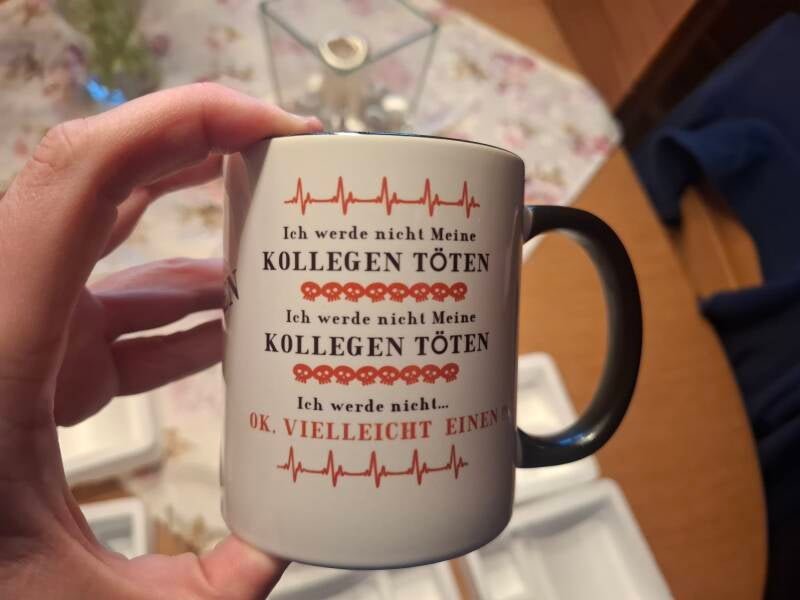 Ich werde nicht Meine
KOLLEGEN TÖTEN
Ich werde nicht Meine
KOLLEGEN TÖTEN
Ich werde nicht...
OK, VIELLEICHT EINEN